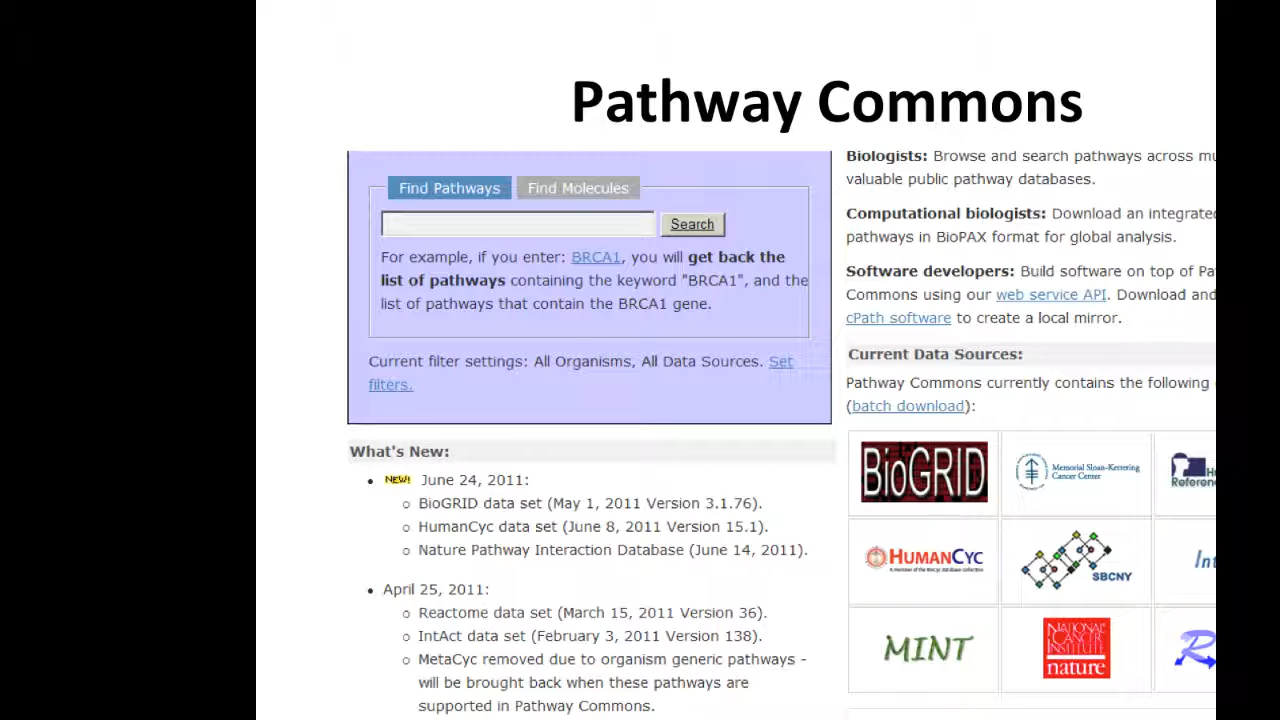 Pathway Commons
Find Pathways
Find Molecules
Search
For example, if you enter: BRCA1, you will get back the
list of pathways containing the keyword "BRCA1", and the
list of pathways that contain the BRCA1 gene.
Current filter settings: All Organisms, All Data Sources. Set
filters.
What's New:
NEW! June 24, 2011:
BioGRID data set (May 1, 2011 Version 3.1.76).
HumanCyc data set (June 8, 2011 Version 15.1).
Nature Pathway Interaction Database (June 14, 2011).
April 25, 2011:
Reactome data set (March 15, 2011 Version 36).
IntAct data set (February 3, 2011 Version 138).
MetaCyc removed due to organism generic pathways -
will be brought back when these pathways are
supported in Pathway Commons.
Biologists: Browse and search pathways across
valuable public pathway databases.
Computational biologists: Download an integrated
pathways in BioPAX format for global analysis.
Software developers: Build software on top of
Commons using our web service API. Download and
cPath software to create a local mirror.
Current Data Sources:
Pathway Commons currently contains the following
(batch download):
BioGRID
Memorial Sloan-Kettering
Cancer Center
HUMANCYC
A member of the BioCyc database collection
SBCNY
MINT
NATIONAL
CANCER
INSTITUTE
nature